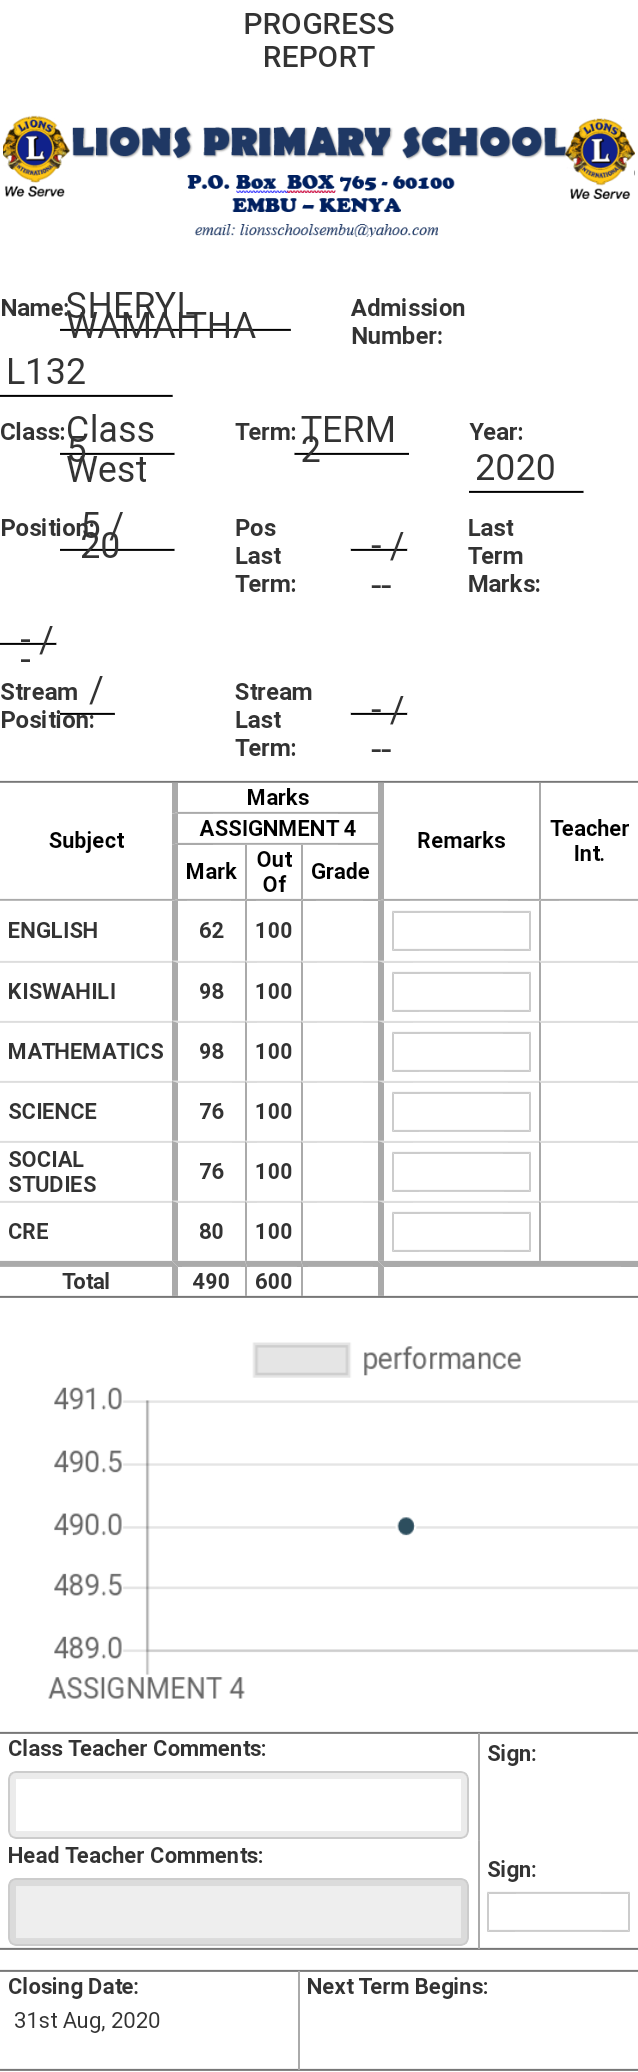 PROGRESS
REPORT
LIONS INTERNATIONAL L LIONS PRIMARY SCHOOL LIONS INTERNATIONAL L
We Serve P.O. Box BOX 765 - 60100 We Serve
EMBU – KENYA
email: lionsschoolsembu@yahoo.com
Name: SHERYL WAMAITHA Admission Number:
L132
Class: Class 5 West Term: TERM 2 Year: 2020
Position: 5 / 20 Pos Last Term: - / -- Last Term Marks:
- / -
Stream Position: / Stream Last Term: - / --
Marks
ASSIGNMENT 4
Subject Mark Out Of Grade Remarks Teacher Int.
ENGLISH 62 100
KISWAHILI 98 100
MATHEMATICS 98 100
SCIENCE 76 100
SOCIAL STUDIES 76 100
CRE 80 100
Total 490 600
performance
491.0
490.5
490.0
489.5
489.0
ASSIGNMENT 4
Class Teacher Comments: Sign:
Head Teacher Comments: Sign:
Closing Date: Next Term Begins:
31st Aug, 2020